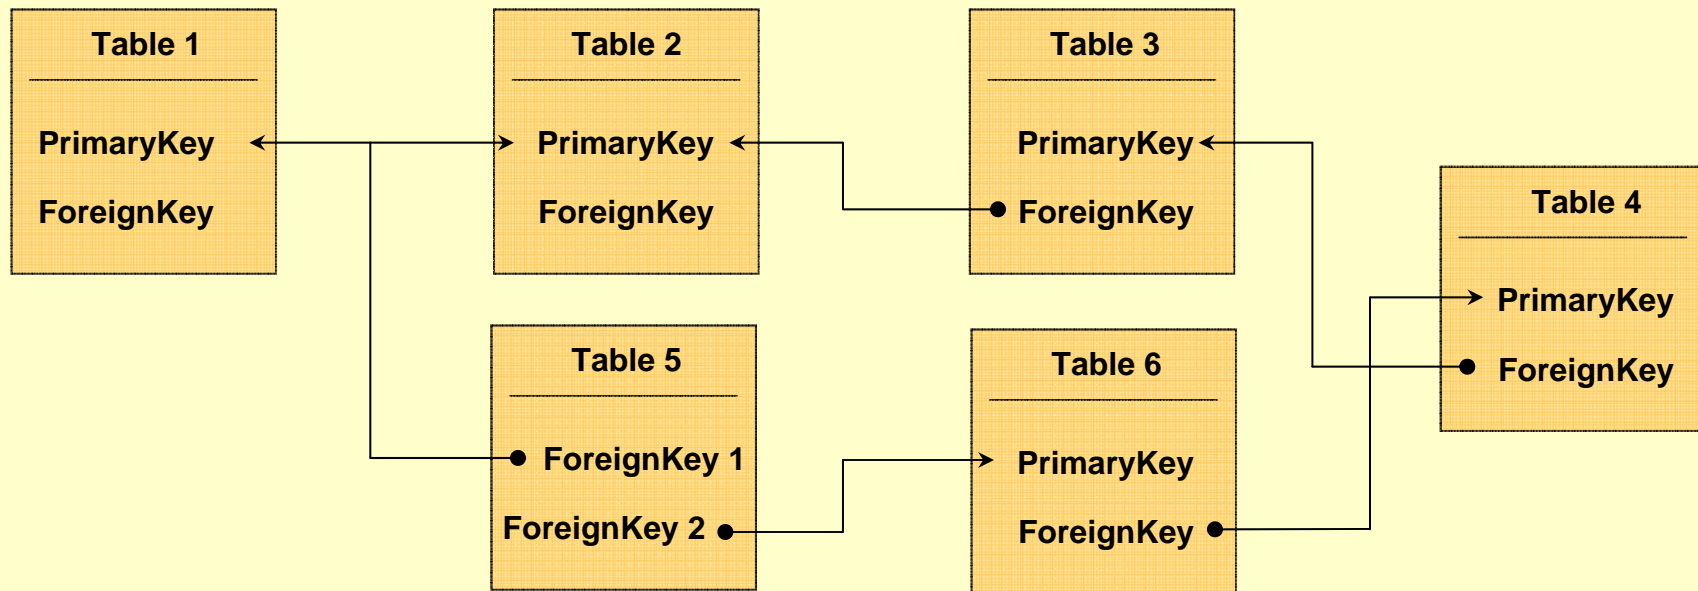 Table 1
PrimaryKey
ForeignKey
Table 2
PrimaryKey
ForeignKey
Table 3
PrimaryKey
ForeignKey
Table 4
PrimaryKey
ForeignKey
Table 5
ForeignKey 1
ForeignKey 2
Table 6
PrimaryKey
ForeignKey